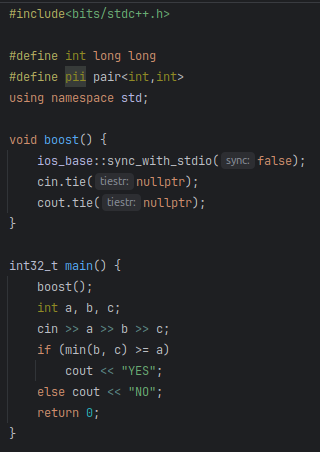 #include<bits/stdc++.h>
#define int long long
#define pii pair<int,int>
using namespace std;
void boost() {
ios_base::sync_with_stdio( sync: false);
cin.tie( tiestr: nullptr);
cout.tie( tiestr: nullptr);
}
int32_t main() {
boost();
int a, b, c;
cin >> a >> b >> c;
if (min(b, c) >= a)
cout << "YES";
else cout << "NO";
return 0;
}